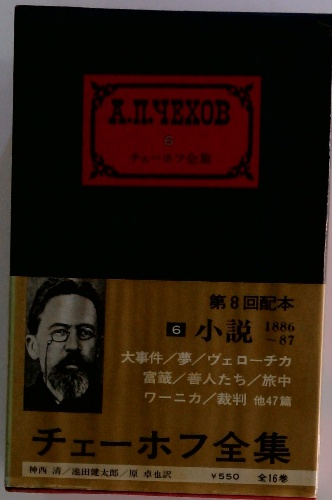 А.П.ЧЕХОВ
6
チェーホフ全集
第8回配本
6 小説 1886~87
大事件/夢/ヴェローチカ
富籤/善人たち/旅中
ワーニカ/裁判 他47篇
チェーホフ全集
神西 清/池田健太郎/原 卓也訳 ¥550 全16巻